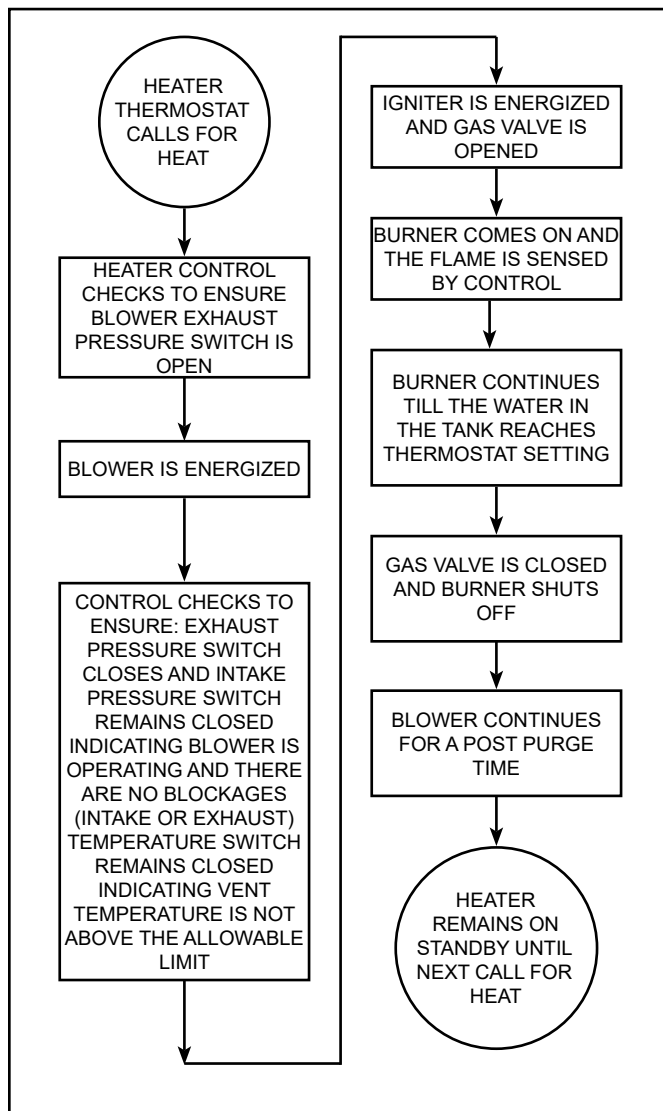 HEATER
THERMOSTAT
CALLS FOR
HEAT
HEATER CONTROL
CHECKS TO ENSURE
BLOWER EXHAUST
PRESSURE SWITCH IS
OPEN
BLOWER IS ENERGIZED
CONTROL CHECKS TO
ENSURE: EXHAUST
PRESSURE SWITCH
CLOSES AND INTAKE
PRESSURE SWITCH
REMAINS CLOSED
INDICATING BLOWER IS
OPERATING AND THERE
ARE NO BLOCKAGES
(INTAKE OR EXHAUST)
TEMPERATURE SWITCH
REMAINS CLOSED
INDICATING VENT
TEMPERATURE IS NOT
ABOVE THE ALLOWABLE
LIMIT
IGNITER IS ENERGIZED
AND GAS VALVE IS
OPENED
BURNER COMES ON AND
THE FLAME IS SENSED
BY CONTROL
BURNER CONTINUES
TILL THE WATER IN
THE TANK REACHES
THERMOSTAT SETTING
GAS VALVE IS CLOSED
AND BURNER SHUTS
OFF
BLOWER CONTINUES
FOR A POST PURGE
TIME
HEATER
REMAINS ON
STANDBY UNTIL
NEXT CALL FOR
HEAT